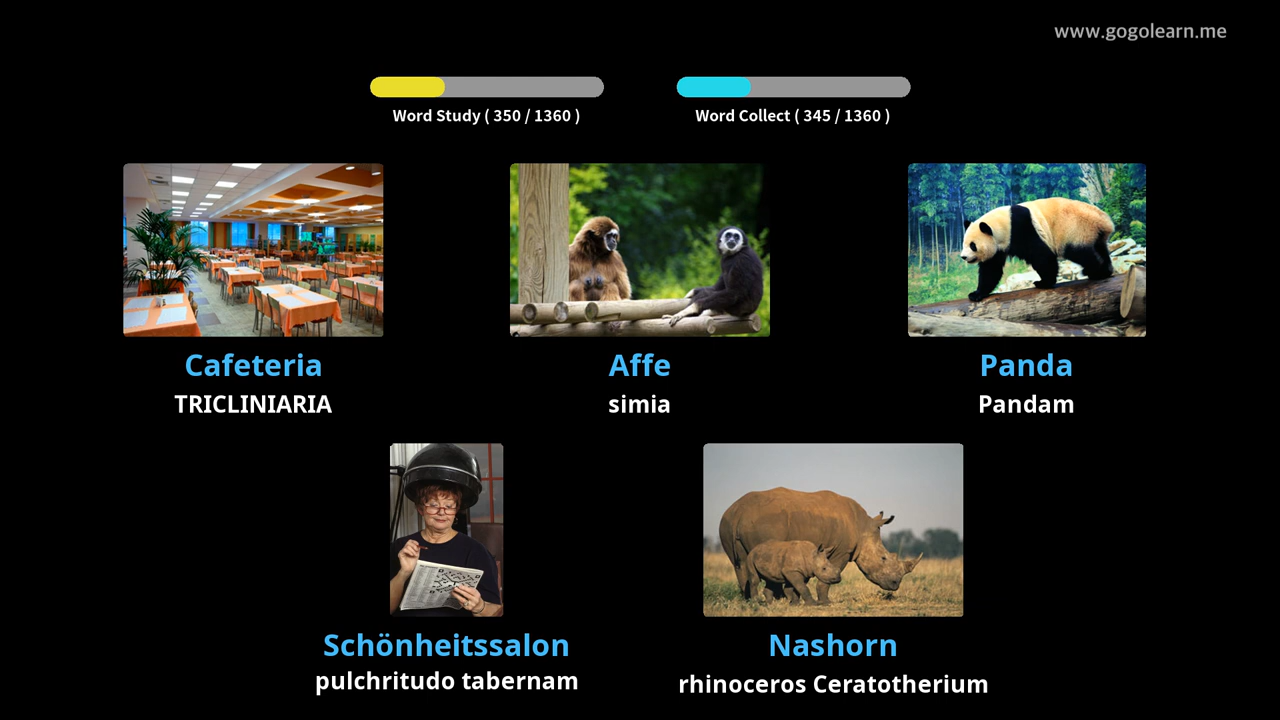 www.gogolearn.me
Word Study ( 350 / 1360 )
Word Collect ( 345 / 1360 )
Cafeteria
TRICLINIARIA
Affe
simia
Panda
Pandam
Schönheitssalon
pulchritudo tabernam
Nashorn
rhinoceros Ceratotherium